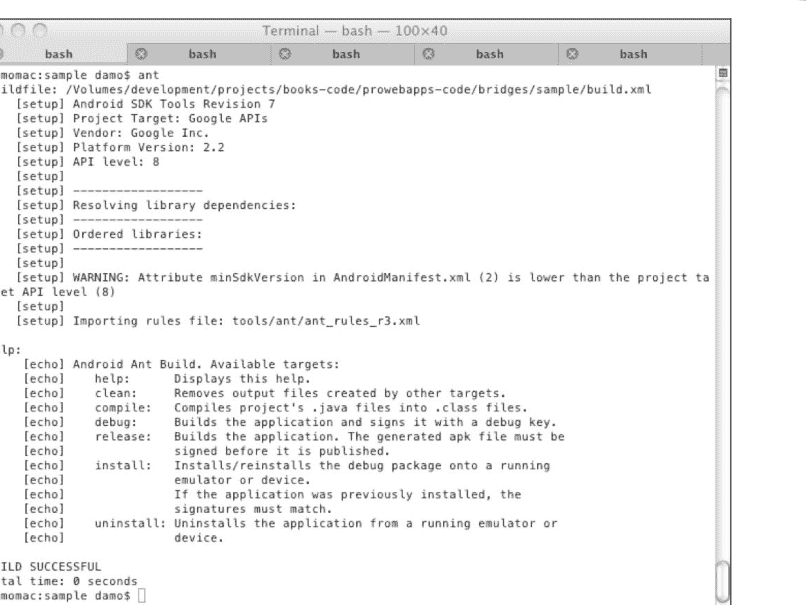 Terminal — bash — 100×40
bash bash bash bash bash
momac:sample damo$ ant
ildfile: /Volumes/development/projects/books-code/prowebapps-code/bridges/sample/build.xml
[setup] Android SDK Tools Revision 7
[setup] Project Target: Google APIs
[setup] Vendor: Google Inc.
[setup] Platform Version: 2.2
[setup] API level: 8
[setup]
[setup] ------------------
[setup] Resolving library dependencies:
[setup] ------------------
[setup] Ordered libraries:
[setup] ------------------
[setup]
[setup] WARNING: Attribute minSdkVersion in AndroidManifest.xml (2) is lower than the project ta
et API level (8)
[setup]
[setup] Importing rules file: tools/ant/ant_rules_r3.xml
lp:
[echo] Android Ant Build. Available targets:
[echo] help: Displays this help.
[echo] clean: Removes output files created by other targets.
[echo] compile: Compiles project's .java files into .class files.
[echo] debug: Builds the application and signs it with a debug key.
[echo] release: Builds the application. The generated apk file must be
[echo] signed before it is published.
[echo] install: Installs/reinstalls the debug package onto a running
[echo] emulator or device.
[echo] If the application was previously installed, the
[echo] signatures must match.
[echo] uninstall: Uninstalls the application from a running emulator or
[echo] device.
ILD SUCCESSFUL
tal time: 0 seconds
momac:sample damo$